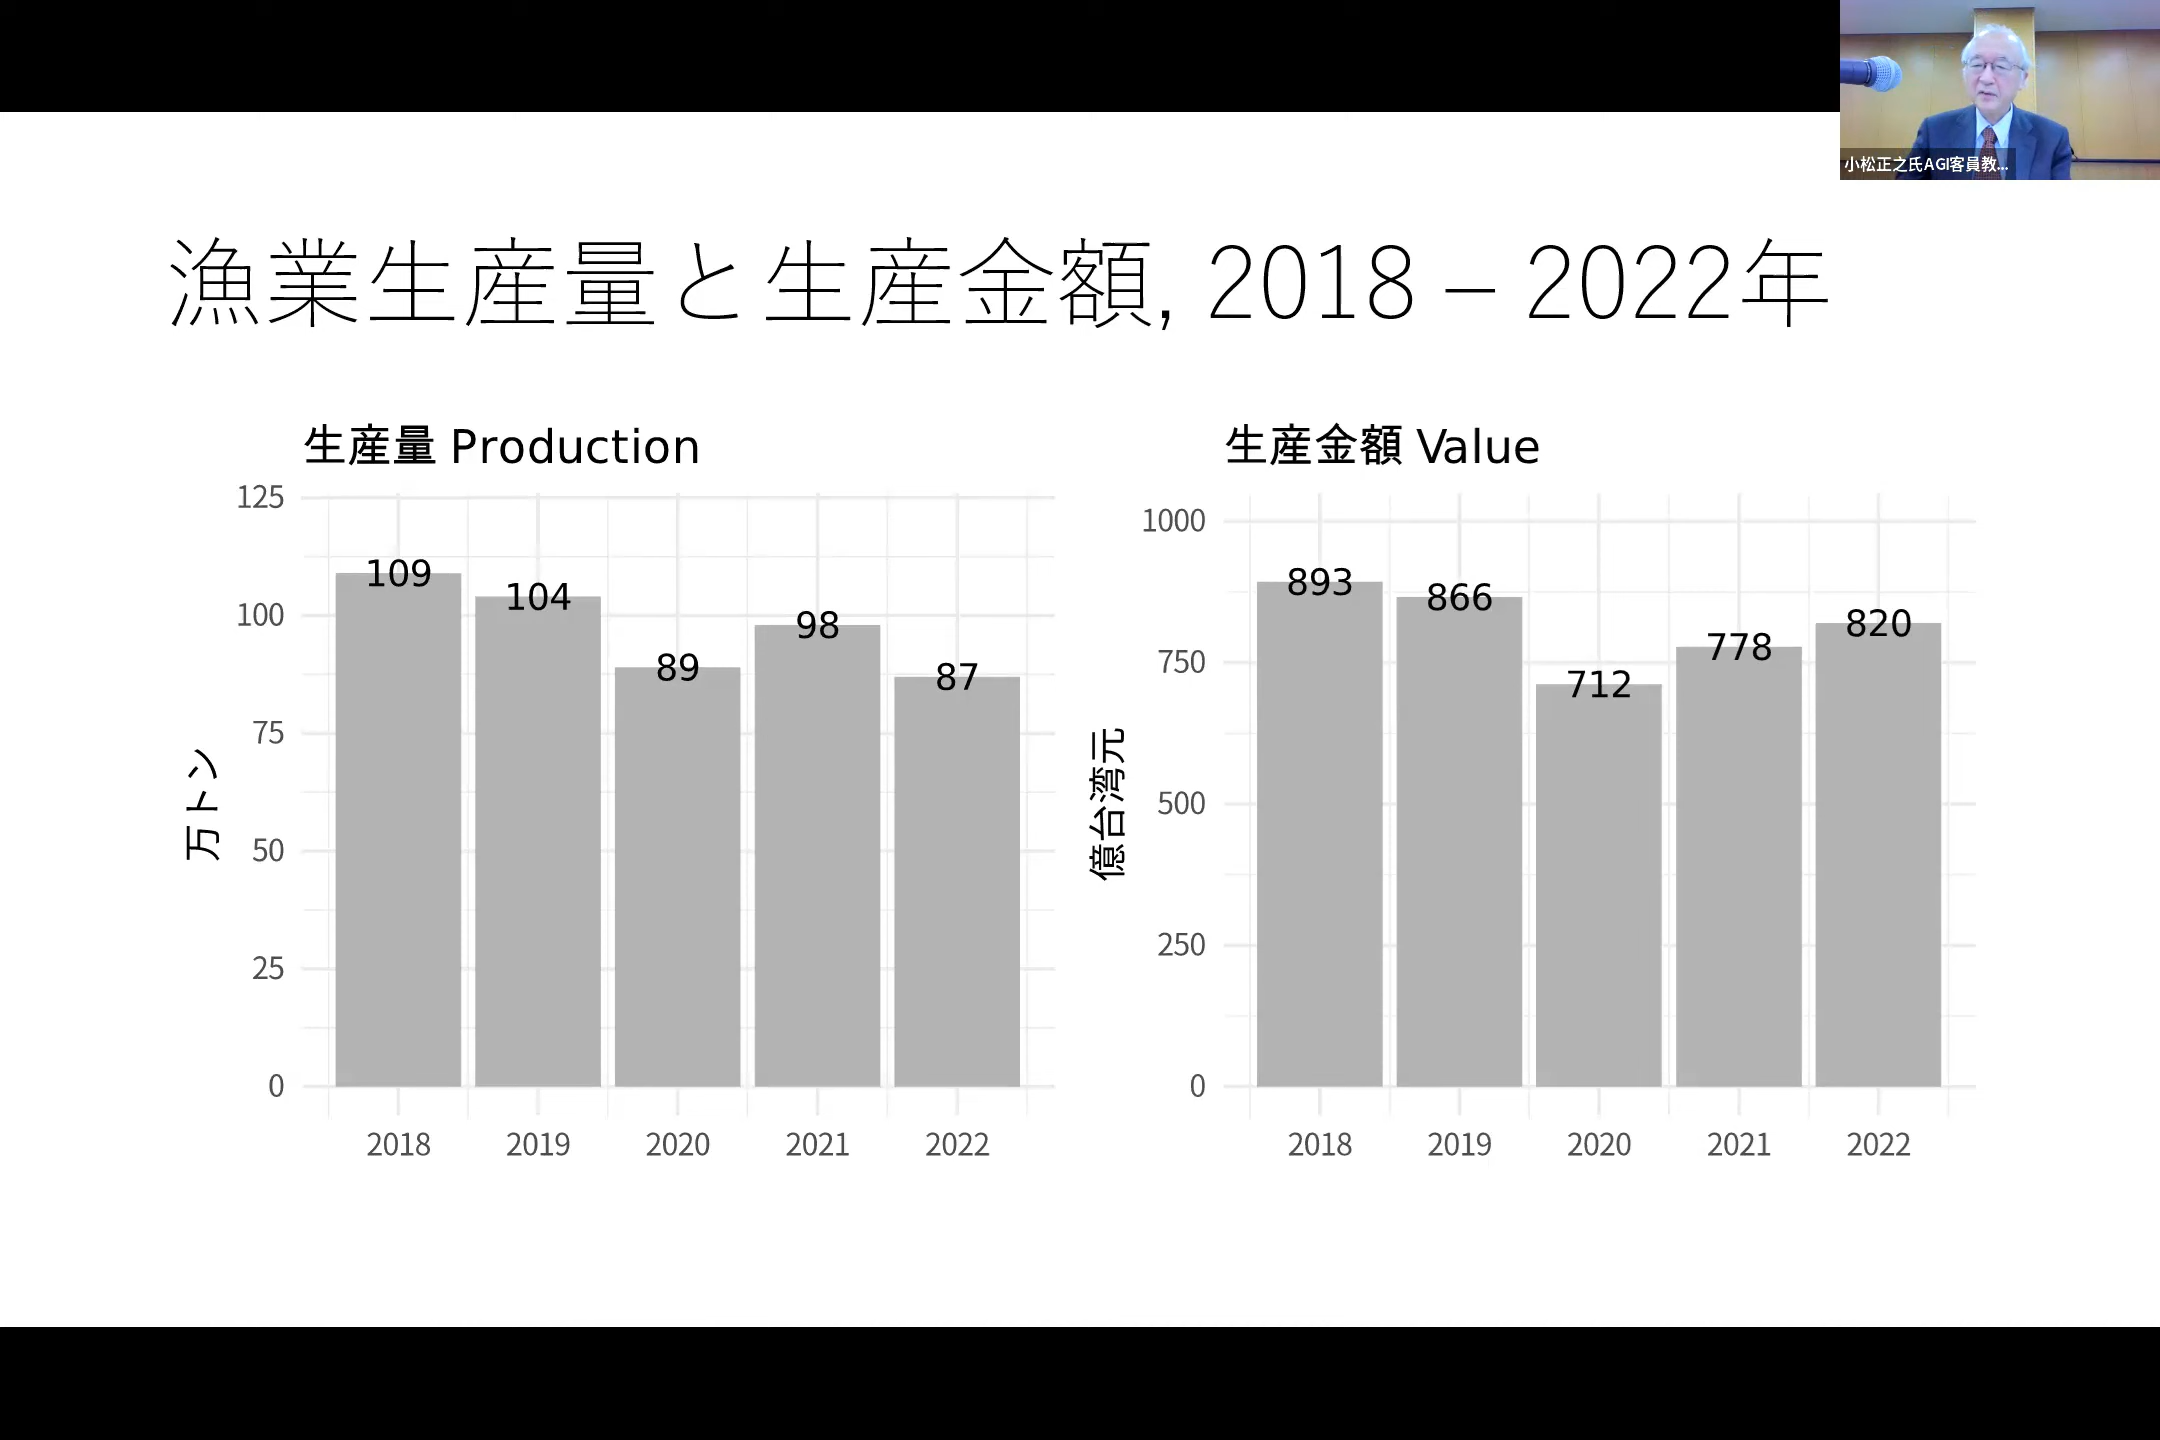 小松正之氏AGI客員教...
漁業生産量と生産金額, 2018 – 2022年
生産量 Production
125
100
75
50
25
0
万トン
109
104
89
98
87
2018 2019 2020 2021 2022
生産金額 Value
1000
750
500
250
0
億台湾元
893
866
712
778
820
2018 2019 2020 2021 2022